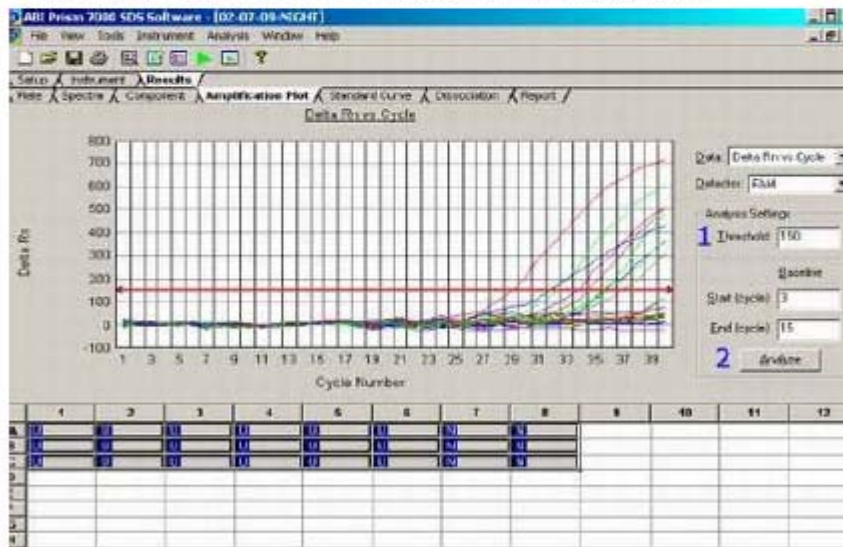 ABI Prism 7000 SDS Software - [02-07-09-NIGHT]
File View Tools Instrument Analysis Window Help
Setup Instrument Results
Plate Spectra Component Amplification Plot Standard Curve Dissociation Report
Delta Rn vs Cycle
Data: Delta Rn vs Cycle
Detector: FAM
Analysis Settings
1 Threshold: 150
Baseline
Start (cycle): 3
End (cycle): 15
2 Analyze
Delta Rn
800
700
600
500
400
300
200
100
0
-100
1 3 5 7 9 11 13 15 17 19 21 23 25 27 29 31 33 35 37 39
Cycle Number
1 2 3 4 5 6 7 8 9 10 11 12
A U U U U U U N N
B U U U U U U N N
C U U U U U U N N
D
E
F
G
H